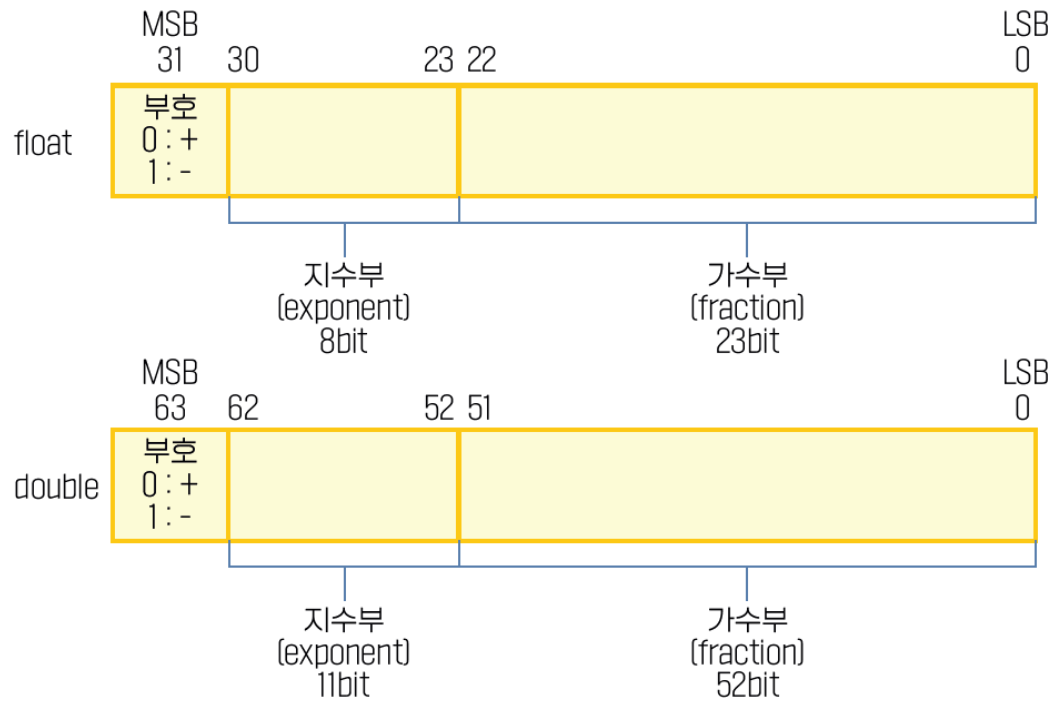 MSB LSB
31 30 23 22 0
float
부호
0 : +
1 : -
지수부
(exponent)
8bit
가수부
(fraction)
23bit
MSB LSB
63 62 52 51 0
double
부호
0 : +
1 : -
지수부
(exponent)
11bit
가수부
(fraction)
52bit